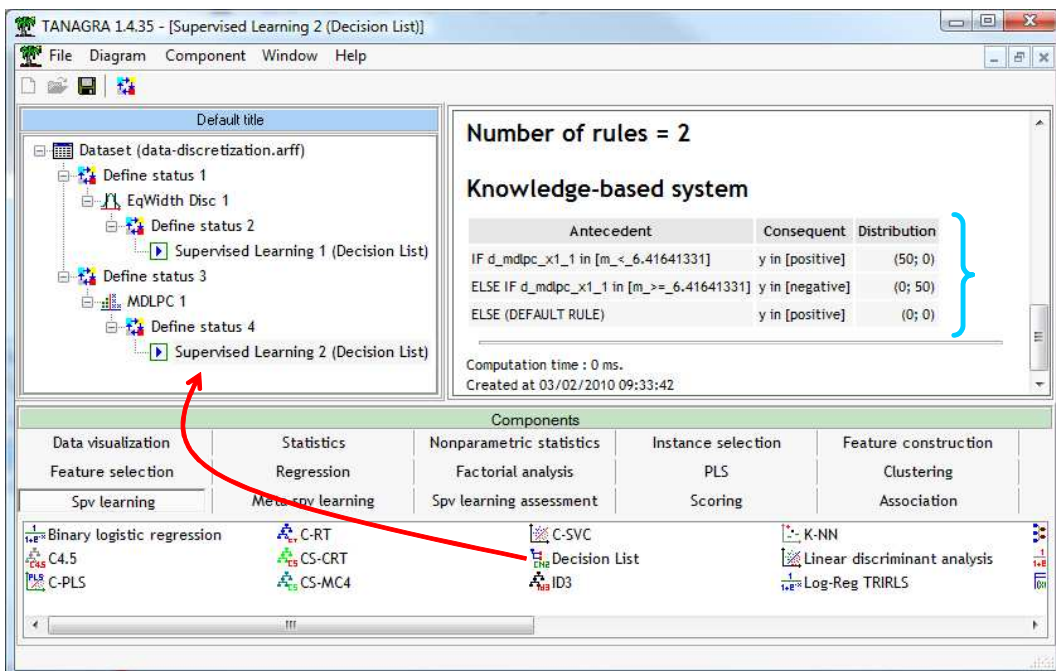 TANAGRA 1.4.35 - [Supervised Learning 2 (Decision List)]
File Diagram Component Window Help
Default title
Dataset (data-discretization.arff)
Define status 1
EqWidth Disc 1
Define status 2
Supervised Learning 1 (Decision List)
Define status 3
MDLPC 1
Define status 4
Supervised Learning 2 (Decision List)
Number of rules = 2
Knowledge-based system
Antecedent Consequent Distribution
IF d_mdlpc_x1_1 in [m_<_6.41641331] y in [positive] (50; 0)
ELSE IF d_mdlpc_x1_1 in [m_>=_6.41641331] y in [negative] (0; 50)
ELSE (DEFAULT RULE) y in [positive] (0; 0)
Computation time : 0 ms.
Created at 03/02/2010 09:33:42
Components
Data visualization Statistics Nonparametric statistics Instance selection Feature construction
Feature selection Regression Factorial analysis PLS Clustering
Spv learning Meta spv learning Spv learning assessment Scoring Association
Binary logistic regression C-RT C-SVC K-NN
C4.5 CS-CRT Decision List Linear discriminant analysis
C-PLS CS-MC4 ID3 Log-Reg TRIRLS